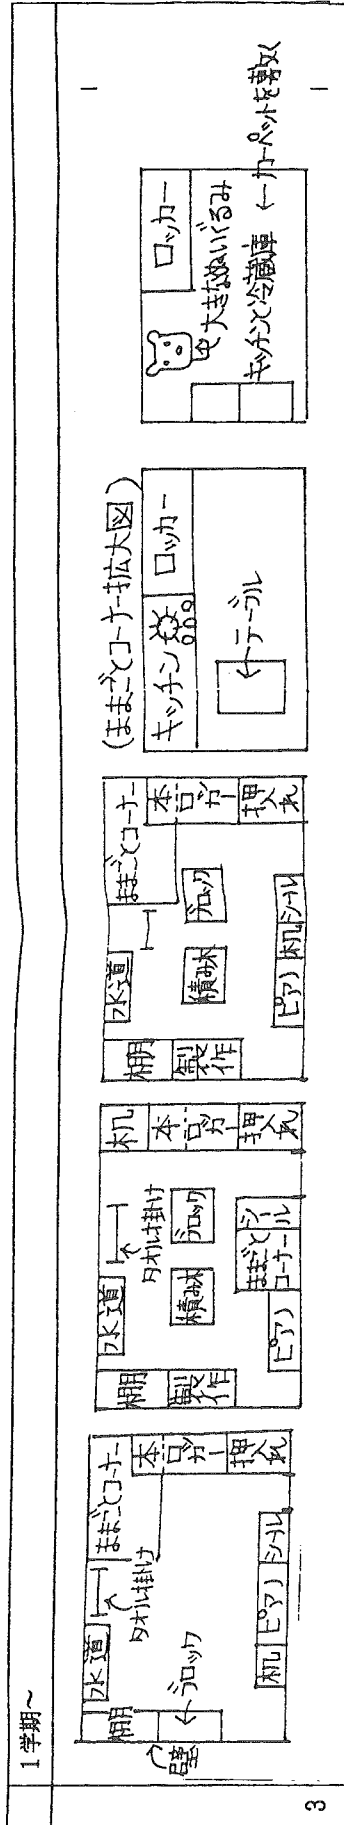 1学期~
3
水道
タオル掛け
ままごとコーナー
棚
本
ロッカー
押入れ
壁
ブロック
机
ピアノ
シール
水道
タオル掛け
机
棚
製作
積み木
ブロック
本
ロッカー
押入れ
ピアノ
ままごとコーナー
シール
水道
ままごとコーナー
棚
製作
積み木
ブロック
本
ロッカー
押入れ
ピアノ
机
シール
(ままごとコーナー拡大図)
キッチン
ロッカー
←テーブル
ロッカー
大きなぬいぐるみ
キッチンと冷蔵庫
←カーペットを敷く